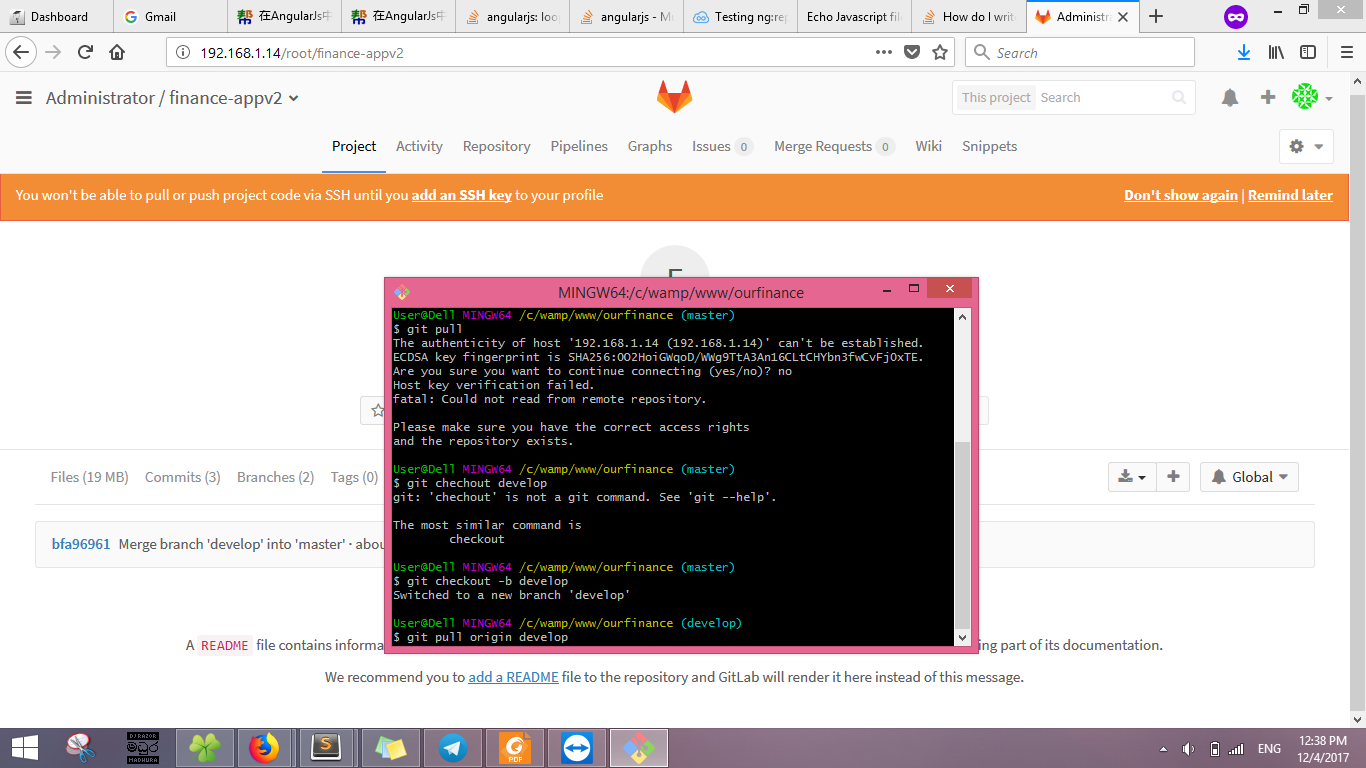 Dashboard
Gmail
在AngularJs中
在AngularJs中
angularjs: loo
angularjs - Mu
Testing ng:rep
Echo Javascript fil
How do I writ
Administra
192.168.1.14/root/finance-appv2
Search
Administrator / finance-appv2
This project Search
Project Activity Repository Pipelines Graphs Issues 0 Merge Requests 0 Wiki Snippets
You won't be able to pull or push project code via SSH until you add an SSH key to your profile
Don't show again | Remind later
MINGW64:/c/wamp/www/ourfinance
User@Dell MINGW64 /c/wamp/www/ourfinance (master)
$ git pull
The authenticity of host '192.168.1.14 (192.168.1.14)' can't be established.
ECDSA key fingerprint is SHA256:OO2HoiGWqoD/WWg9TtA3An16CLtCHYbn3fwCvFjOxTE.
Are you sure you want to continue connecting (yes/no)? no
Host key verification failed.
fatal: Could not read from remote repository.
Please make sure you have the correct access rights
and the repository exists.
User@Dell MINGW64 /c/wamp/www/ourfinance (master)
$ git chechout develop
git: 'chechout' is not a git command. See 'git --help'.
The most similar command is
checkout
User@Dell MINGW64 /c/wamp/www/ourfinance (master)
$ git checkout -b develop
Switched to a new branch 'develop'
User@Dell MINGW64 /c/wamp/www/ourfinance (develop)
$ git pull origin develop
Files (19 MB) Commits (3) Branches (2) Tags (0)
Global
bfa96961 Merge branch 'develop' into 'master' · abou
A README file contains informa
ng part of its documentation.
We recommend you to add a README file to the repository and GitLab will render it here instead of this message.
DJ RAZOR
MADHURA
PDF
ENG
12:38 PM
12/4/2017